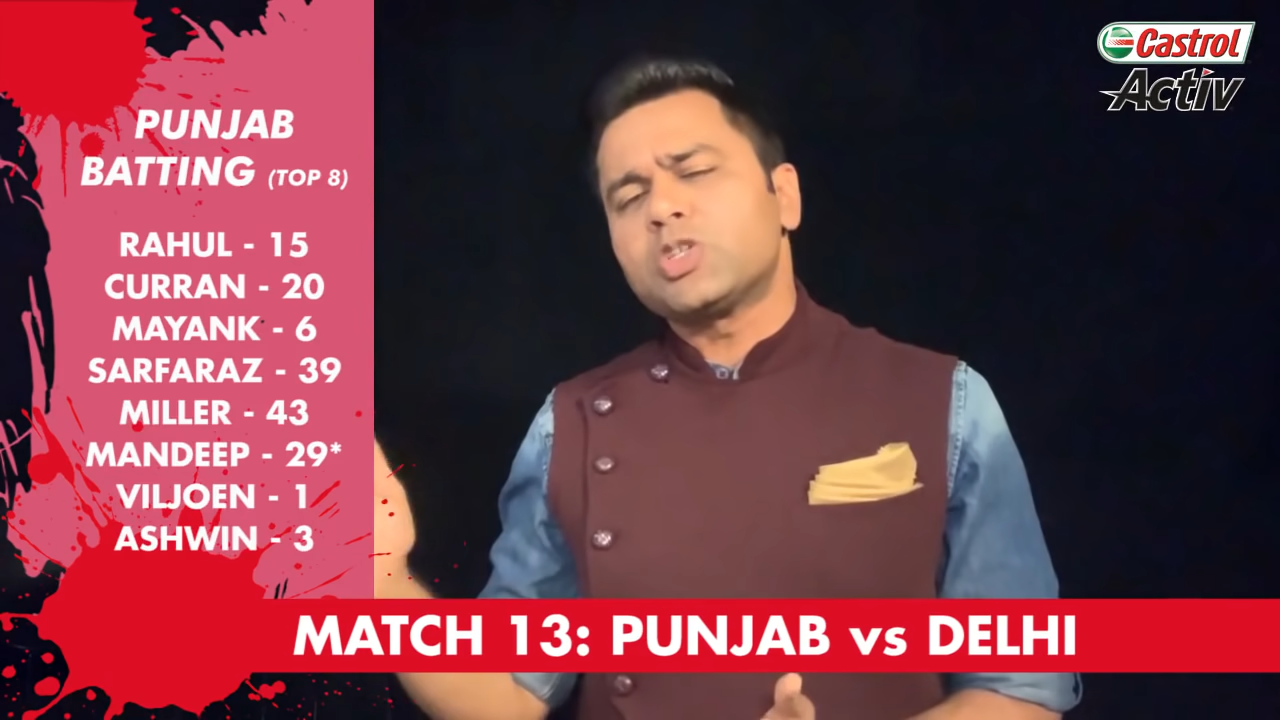 PUNJAB
BATTING (TOP 8)
RAHUL - 15
CURRAN - 20
MAYANK - 6
SARFARAZ - 39
MILLER - 43
MANDEEP - 29*
VILJOEN - 1
ASHWIN - 3
Castrol
Activ
MATCH 13: PUNJAB vs DELHI